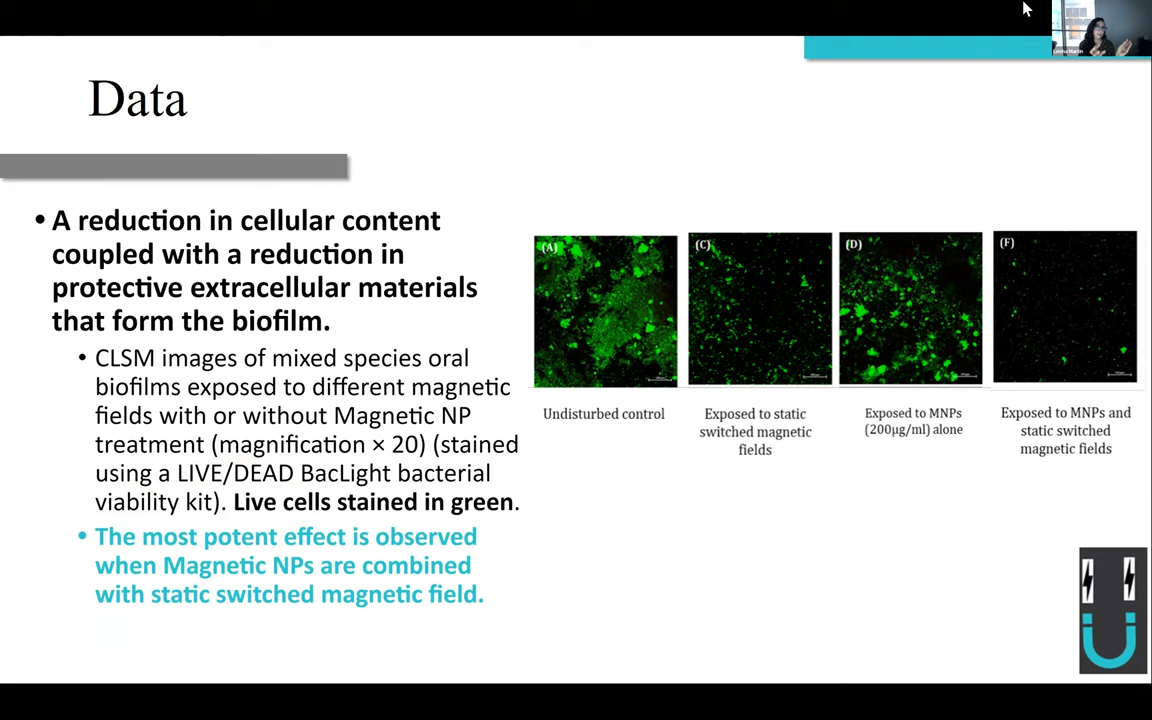 Data
• A reduction in cellular content
coupled with a reduction in
protective extracellular materials
that form the biofilm.
• CLSM images of mixed species oral
biofilms exposed to different magnetic
fields with or without Magnetic NP
treatment (magnification × 20) (stained
using a LIVE/DEAD BacLight bacterial
viability kit). Live cells stained in green.
• The most potent effect is observed
when Magnetic NPs are combined
with static switched magnetic field.
(A)
(C)
(D)
(F)
Undisturbed control
Exposed to static
switched magnetic
fields
Exposed to MNPs
(200µg/ml) alone
Exposed to MNPs and
static switched
magnetic fields